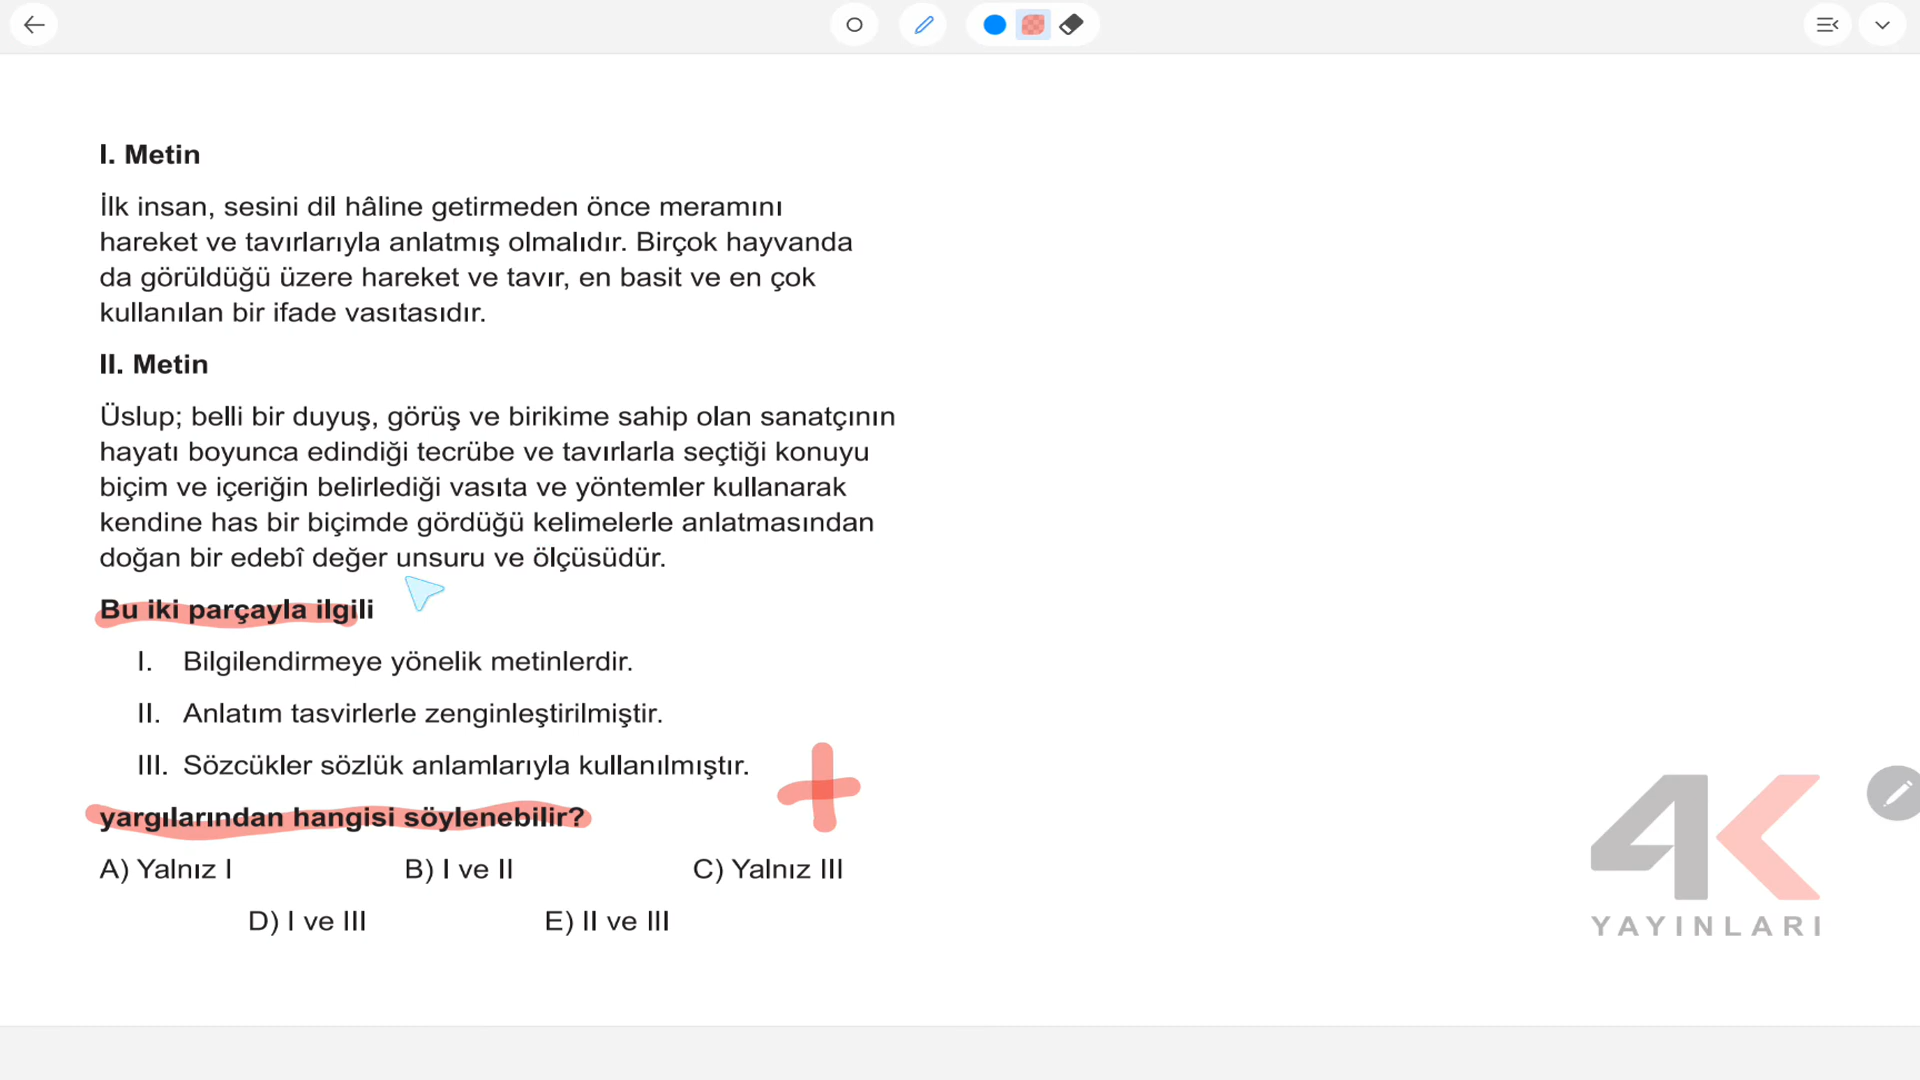 I. Metin
İlk insan, sesini dil hâline getirmeden önce meramını
hareket ve tavırlarıyla anlatmış olmalıdır. Birçok hayvanda
da görüldüğü üzere hareket ve tavır, en basit ve en çok
kullanılan bir ifade vasıtasıdır.
II. Metin
Üslup; belli bir duyuş, görüş ve birikime sahip olan sanatçının
hayatı boyunca edindiği tecrübe ve tavırlarla seçtiği konuyu
biçim ve içeriğin belirlediği vasıta ve yöntemler kullanarak
kendine has bir biçimde gördüğü kelimelerle anlatmasından
doğan bir edebî değer unsuru ve ölçüsüdür.
Bu iki parçayla ilgili
I. Bilgilendirmeye yönelik metinlerdir.
II. Anlatım tasvirlerle zenginleştirilmiştir.
III. Sözcükler sözlük anlamlarıyla kullanılmıştır.
yargılarından hangisi söylenebilir?
A) Yalnız I B) I ve II C) Yalnız III
D) I ve III E) II ve III
4K
YAYINLARI